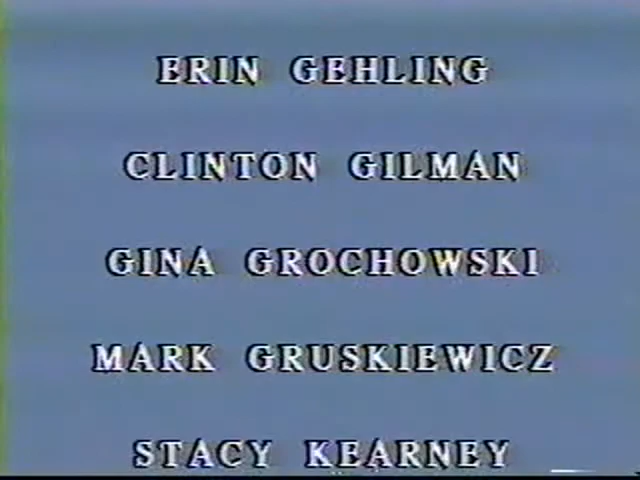 ERIN GEHLING
CLINTON GILMAN
GINA GROCHOWSKI
MARK GRUSKIEWICZ
STACY KEARNEY